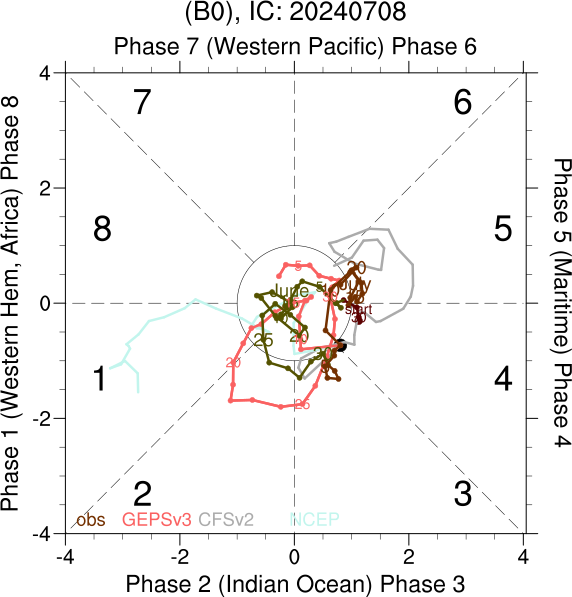 (B0), IC: 20240708
Phase 7 (Western Pacific) Phase 6
4
7
6
2
8
5
0
1
4
-2
2
3
-4
-4
-2
0
2
4
Phase 1 (Western Hem, Africa) Phase 8
Phase 5 (Maritime) Phase 4
Phase 2 (Indian Ocean) Phase 3
5
20
June
5
July
start
25
20
20
30
25
obs
GEPSv3
CFSv2
NCEP